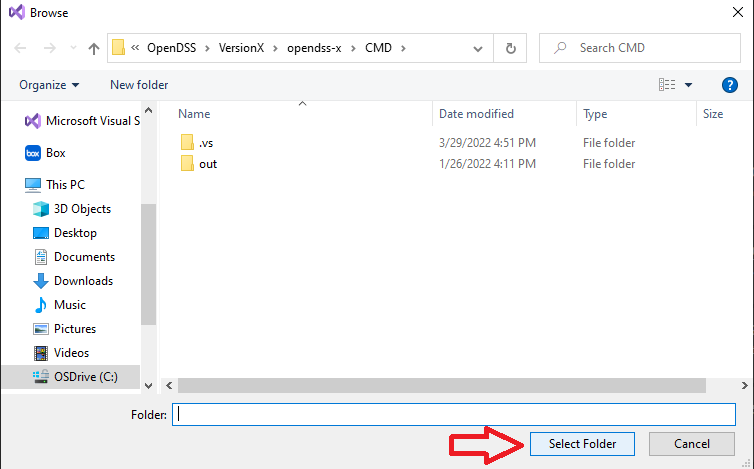 Browse
« OpenDSS > VersionX > opendss-x > CMD >
Search CMD
Organize
New folder
Name Date modified Type Size
.vs 3/29/2022 4:51 PM File folder
out 1/26/2022 4:11 PM File folder
Microsoft Visual S
box Box
This PC
3D Objects
Desktop
Documents
Downloads
Music
Pictures
Videos
OSDrive (C:)
Folder:
Select Folder Cancel